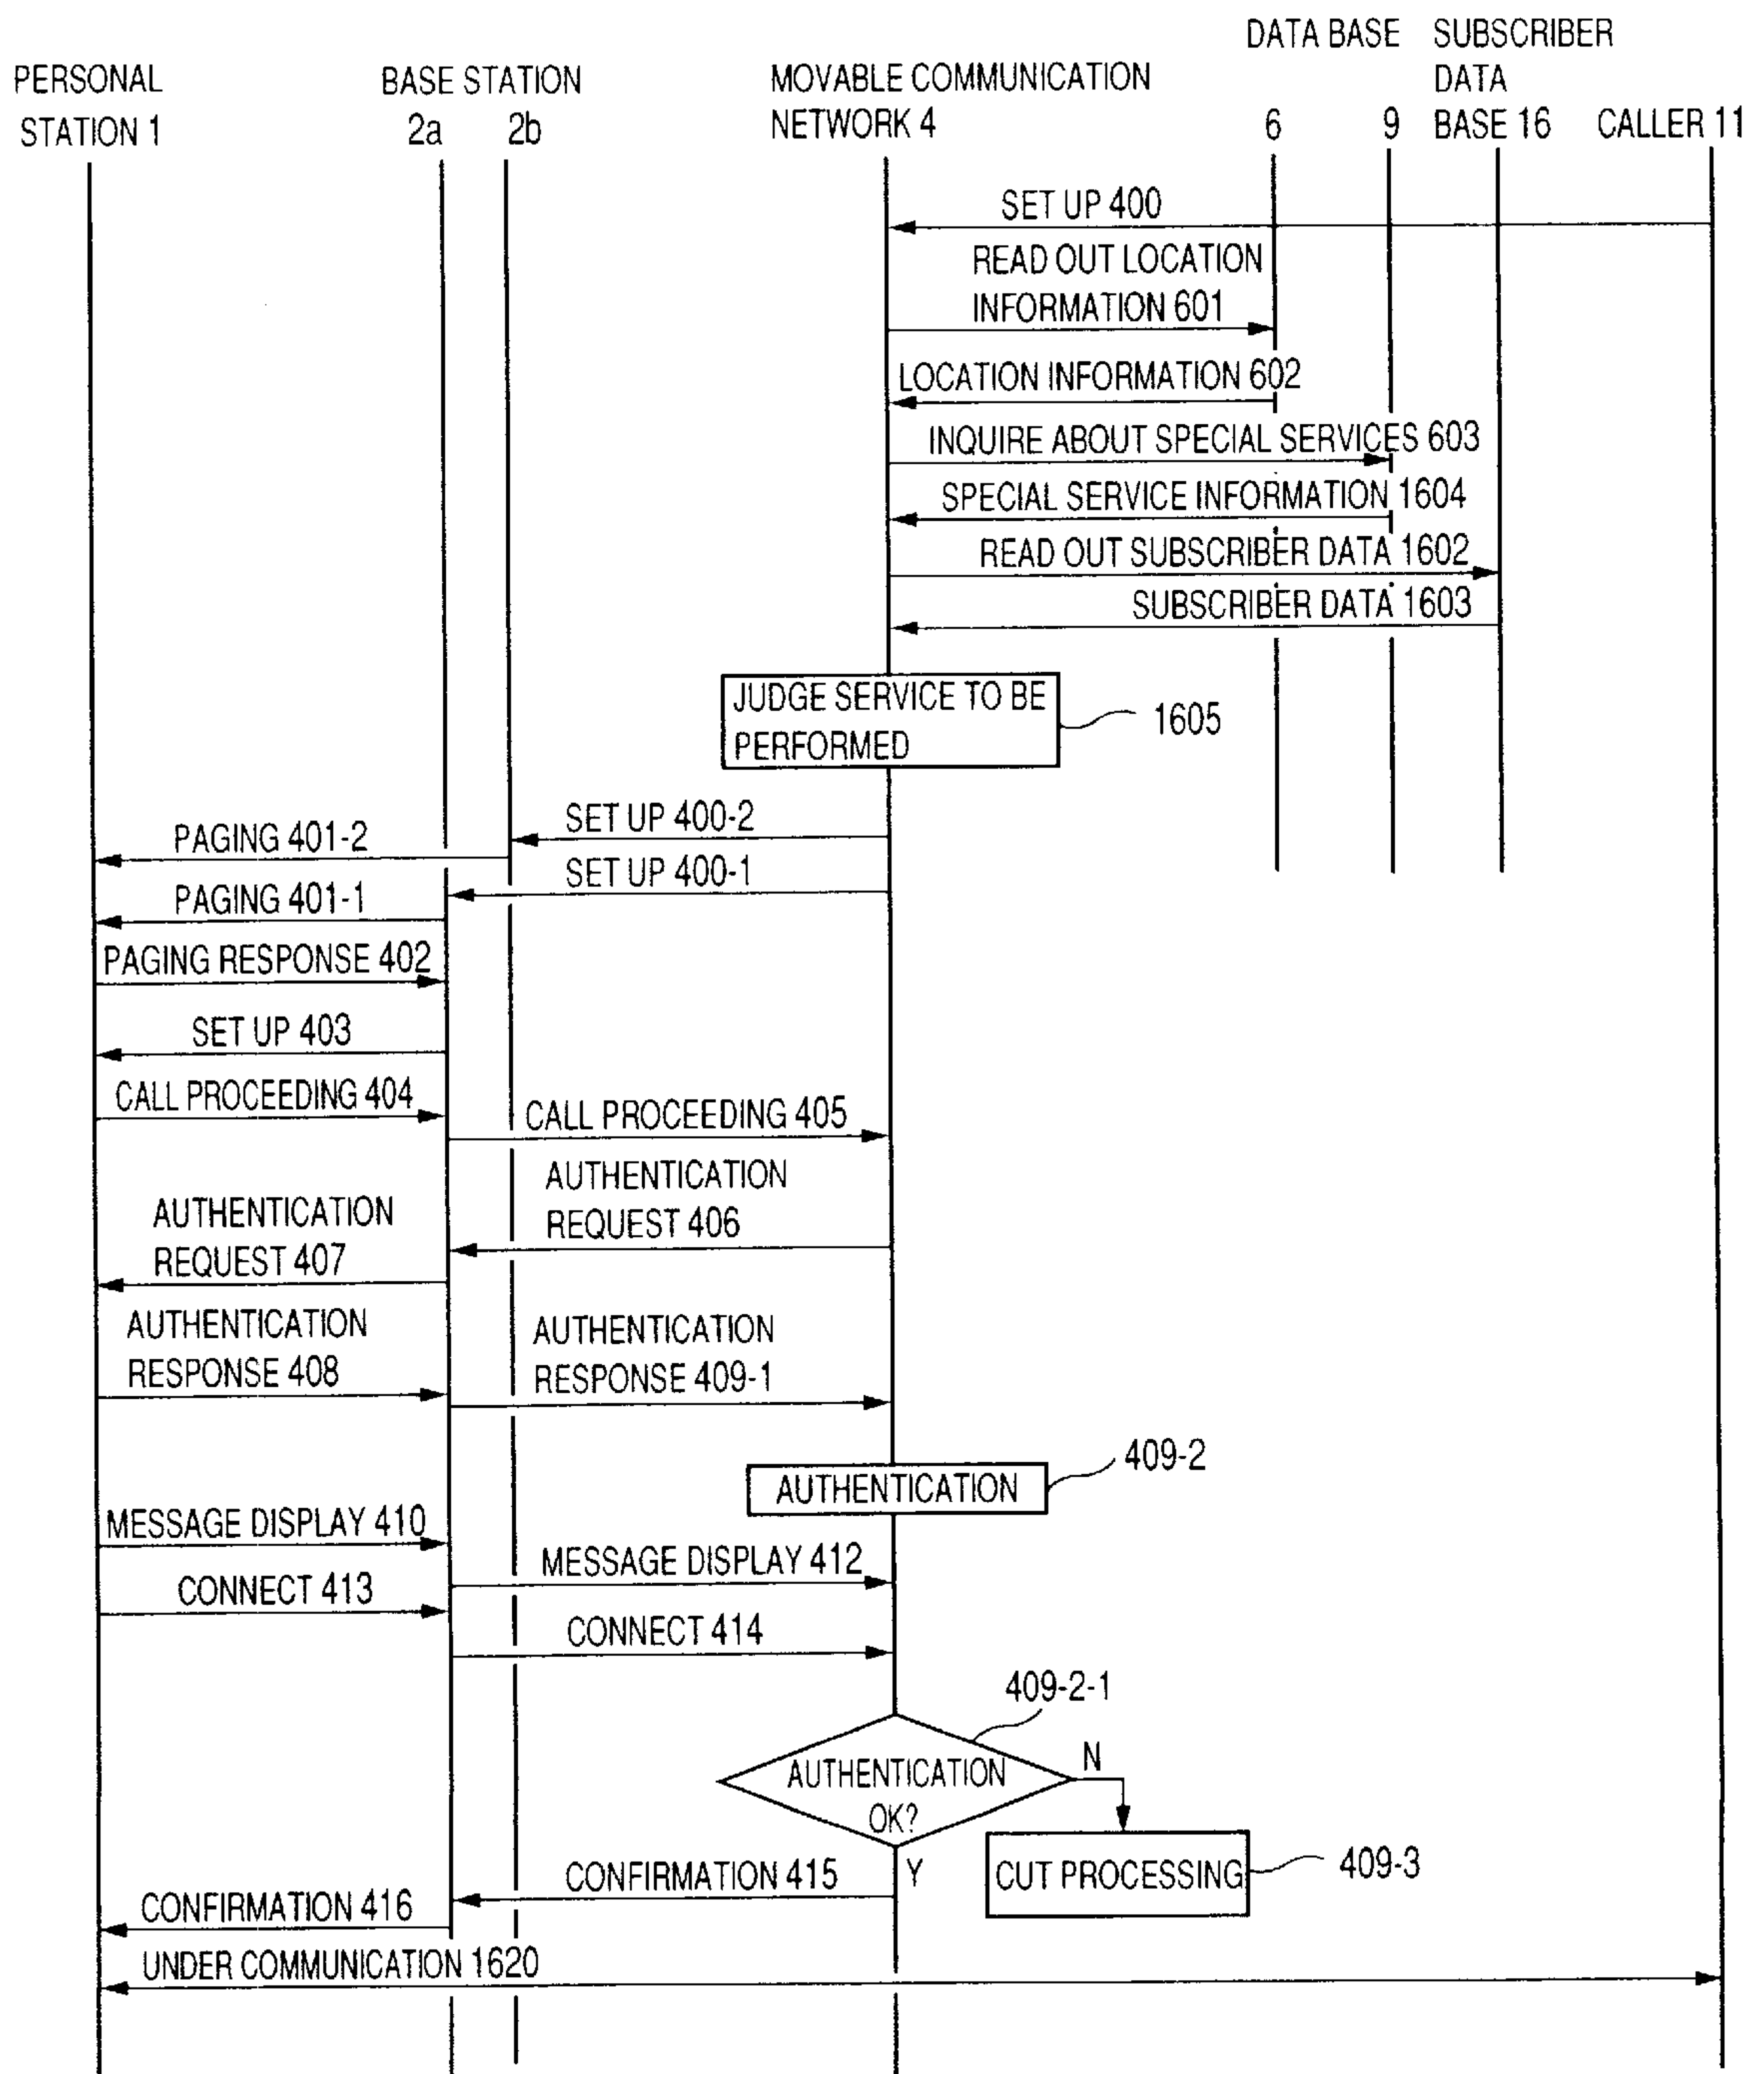 DATA BASE SUBSCRIBER
PERSONAL BASE STATION MOVABLE COMMUNICATION DATA
STATION 1 2a 2b NETWORK 4 6 9 BASE 16 CALLER 11
SET UP 400
READ OUT LOCATION
INFORMATION 601
LOCATION INFORMATION 602
INQUIRE ABOUT SPECIAL SERVICES 603
SPECIAL SERVICE INFORMATION 1604
READ OUT SUBSCRIBER DATA 1602
SUBSCRIBER DATA 1603
JUDGE SERVICE TO BE
PERFORMED
1605
SET UP 400-2
PAGING 401-2
SET UP 400-1
PAGING 401-1
PAGING RESPONSE 402
SET UP 403
CALL PROCEEDING 404
CALL PROCEEDING 405
AUTHENTICATION
REQUEST 406
AUTHENTICATION
REQUEST 407
AUTHENTICATION
RESPONSE 408
AUTHENTICATION
RESPONSE 409-1
409-2
AUTHENTICATION
MESSAGE DISPLAY 410
MESSAGE DISPLAY 412
CONNECT 413
CONNECT 414
409-2-1
AUTHENTICATION
OK?
N
Y
CUT PROCESSING
409-3
CONFIRMATION 415
CONFIRMATION 416
UNDER COMMUNICATION 1620